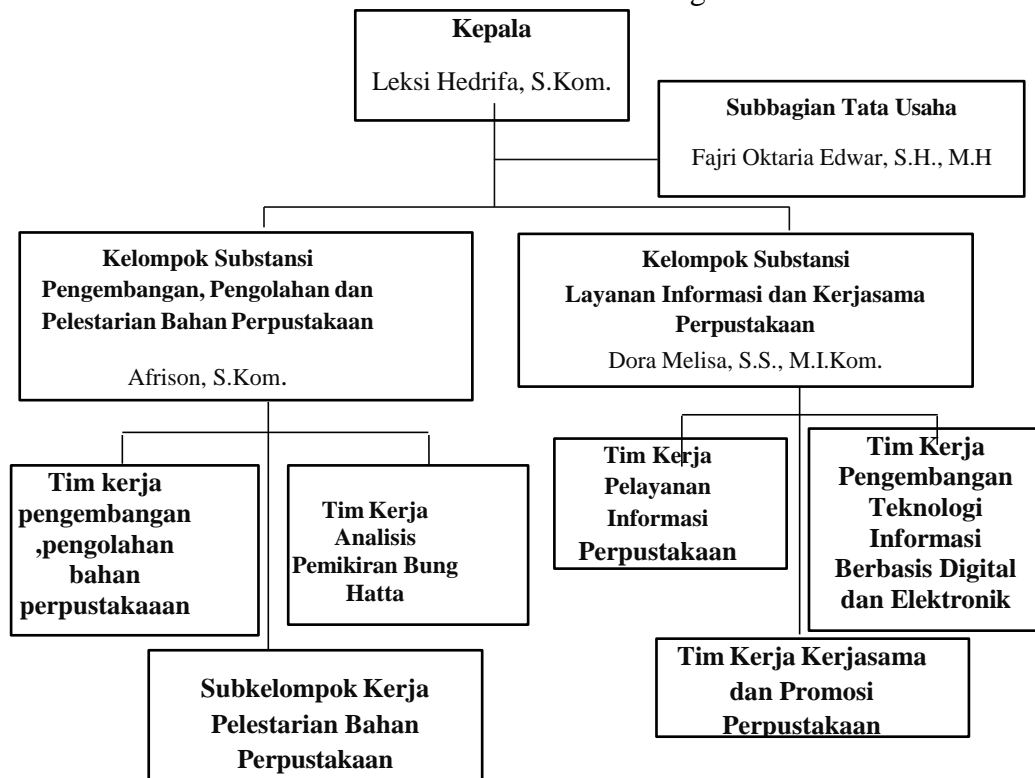 Kepala
Leksi Hedrifa, S.Kom.
Subbagian Tata Usaha
Fajri Oktaria Edwar, S.H., M.H
Kelompok Substansi
Pengembangan, Pengolahan dan
Pelestarian Bahan Perpustakaan
Afrison, S.Kom.
Kelompok Substansi
Layanan Informasi dan Kerjasama
Perpustakaan
Dora Melisa, S.S., M.I.Kom.
Tim kerja
pengembangan
,pengolahan
bahan
perpustakaaan
Tim Kerja
Analisis
Pemikiran Bung
Hatta
Subkelompok Kerja
Pelestarian Bahan
Perpustakaan
Tim Kerja
Pelayanan
Informasi
Perpustakaan
Tim Kerja
Pengembangan
Teknologi
Informasi
Berbasis Digital
dan Elektronik
Tim Kerja Kerjasama
dan Promosi
Perpustakaan